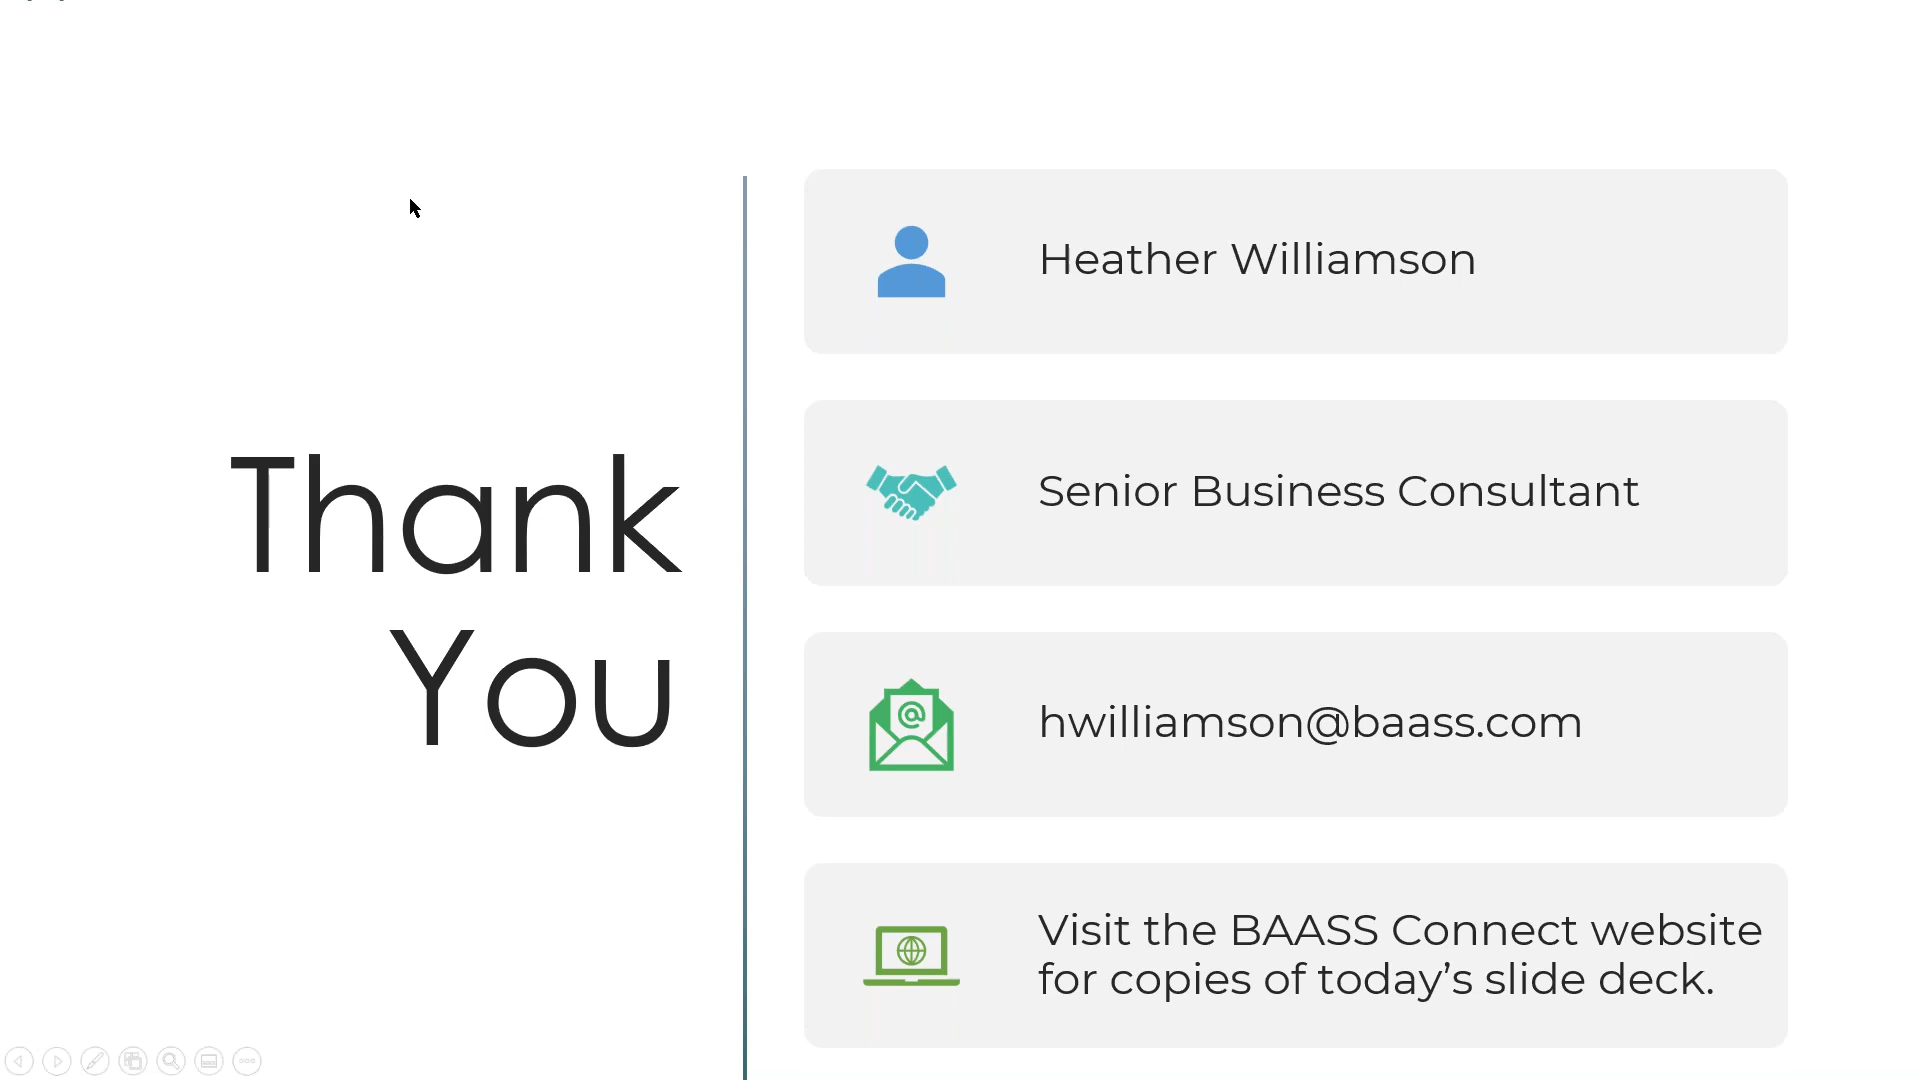 Thank
You
Heather Williamson
Senior Business Consultant
hwilliamson@baass.com
Visit the BAASS Connect website
for copies of today’s slide deck.